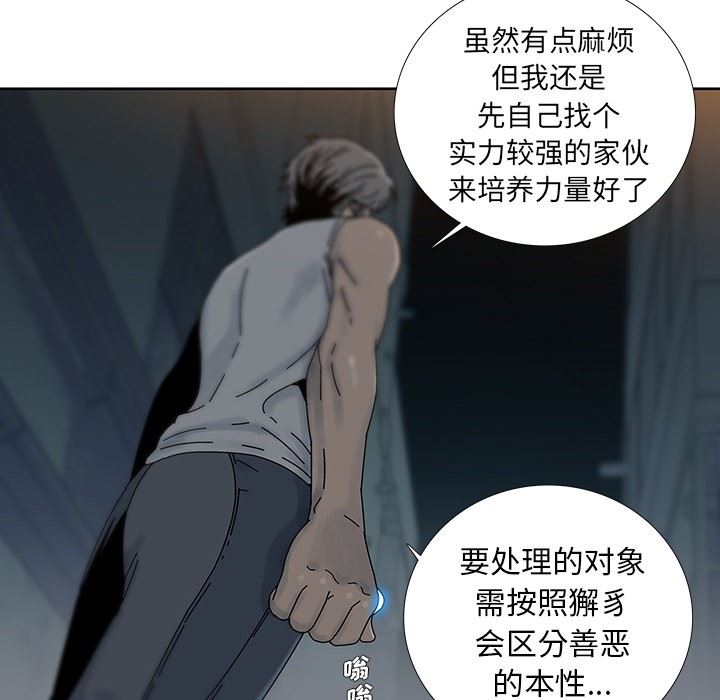 虽然有点麻烦
但我还是
先自己找个
实力较强的家伙
来培养力量好了
要处理的对象
需按照獬豸
会区分善恶
的本性...
嗡
嗡